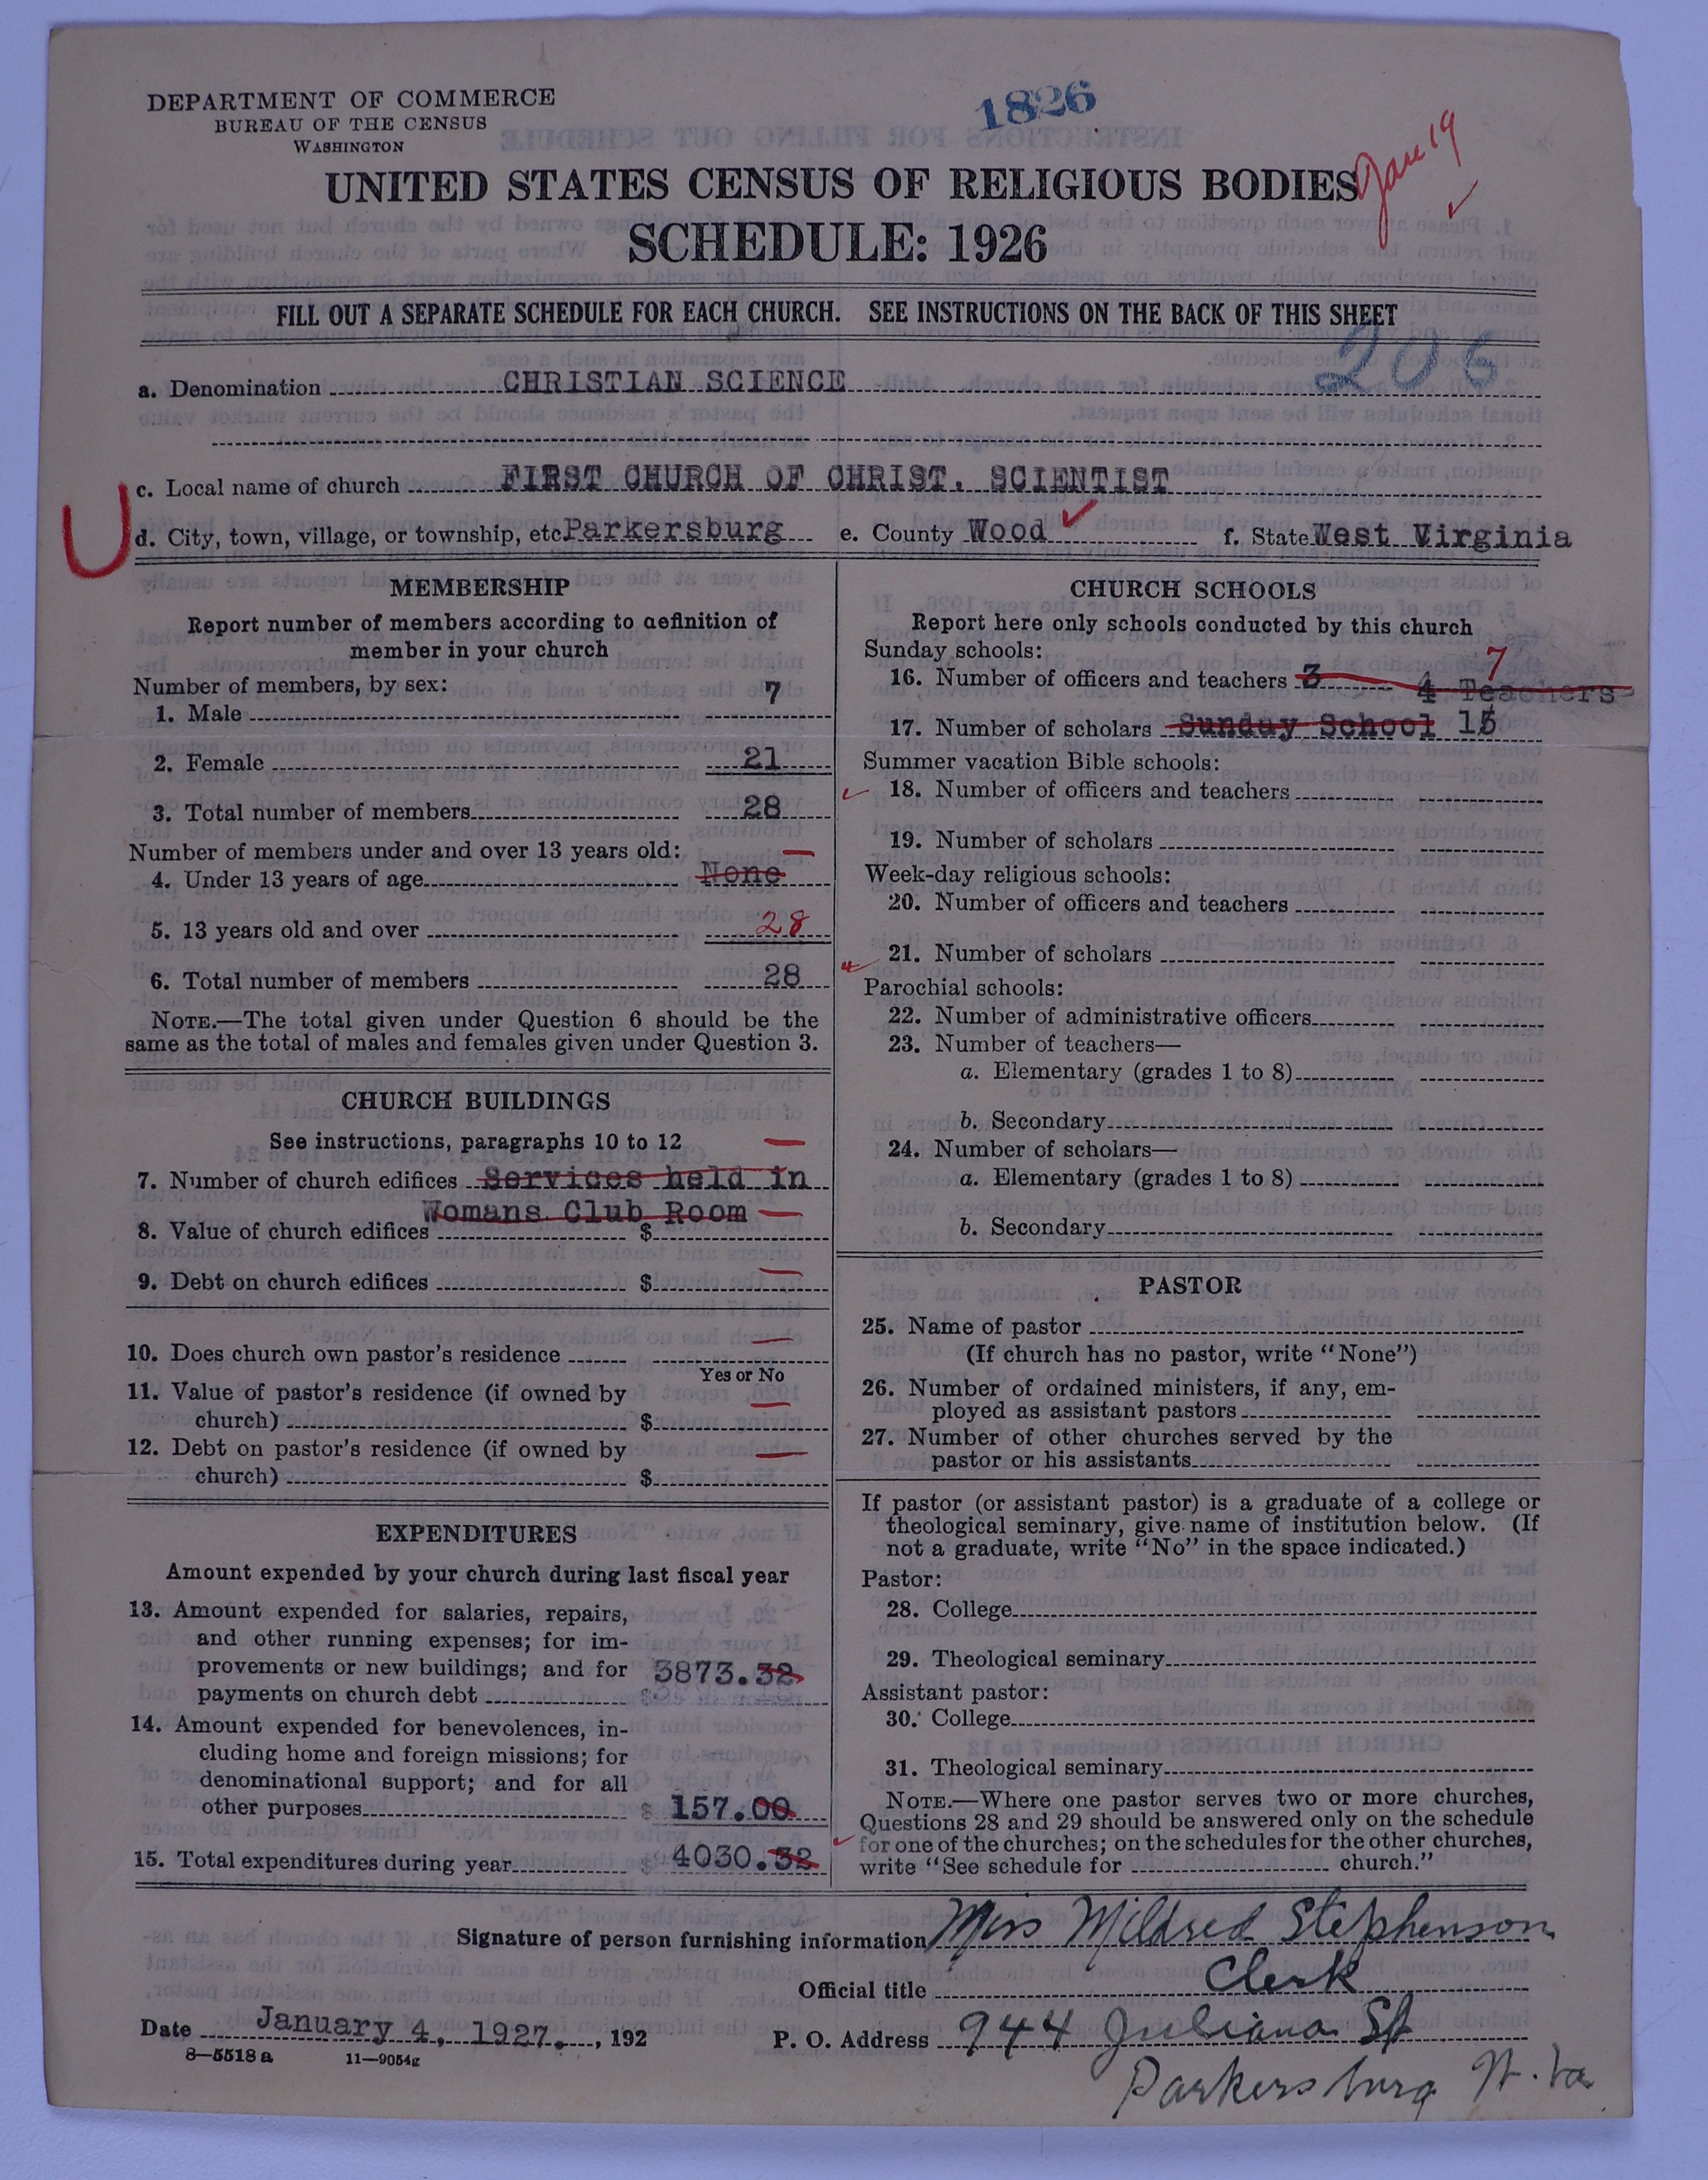 DEPARTMENT OF COMMERCE
BUREAU OF THE CENSUS
WASHINGTON
1826
Jan 19
UNITED STATES CENSUS OF RELIGIOUS BODIES
SCHEDULE: 1926
FILL OUT A SEPARATE SCHEDULE FOR EACH CHURCH. SEE INSTRUCTIONS ON THE BACK OF THIS SHEET
206
a. Denomination CHRISTIAN SCIENCE
c. Local name of church FIRST CHURCH OF CHRIST, SCIENTIST
d. City, town, village, or township, etc Parkersburg e. County Wood f. State West Virginia
MEMBERSHIP
Report number of members according to definition of
member in your church
Number of members, by sex:
1. Male 7
2. Female 21
3. Total number of members 28
Number of members under and over 13 years old:
4. Under 13 years of age None
5. 13 years old and over 28
6. Total number of members 28
NOTE.—The total given under Question 6 should be the
same as the total of males and females given under Question 3.
CHURCH BUILDINGS
See instructions, paragraphs 10 to 12
7. Number of church edifices Services held in
Womans Club Room
8. Value of church edifices $
9. Debt on church edifices $
10. Does church own pastor's residence
Yes or No
11. Value of pastor's residence (if owned by
church) $
12. Debt on pastor's residence (if owned by
church) $
EXPENDITURES
Amount expended by your church during last fiscal year
13. Amount expended for salaries, repairs,
and other running expenses; for im-
provements or new buildings; and for
payments on church debt $ 3873.32
14. Amount expended for benevolences, in-
cluding home and foreign missions; for
denominational support; and for all
other purposes $ 157.00
15. Total expenditures during year $ 4030.32
CHURCH SCHOOLS
Report here only schools conducted by this church
Sunday schools:
7
16. Number of officers and teachers 3 4 Teachers
17. Number of scholars Sunday School 15
Summer vacation Bible schools:
18. Number of officers and teachers
19. Number of scholars
Week-day religious schools:
20. Number of officers and teachers
21. Number of scholars
Parochial schools:
22. Number of administrative officers
23. Number of teachers—
a. Elementary (grades 1 to 8)
b. Secondary
24. Number of scholars—
a. Elementary (grades 1 to 8)
b. Secondary
PASTOR
25. Name of pastor
(If church has no pastor, write "None")
26. Number of ordained ministers, if any, em-
ployed as assistant pastors
27. Number of other churches served by the
pastor or his assistants
If pastor (or assistant pastor) is a graduate of a college or
theological seminary, give name of institution below. (If
not a graduate, write "No" in the space indicated.)
Pastor:
28. College
29. Theological seminary
Assistant pastor:
30. College
31. Theological seminary
NOTE.—Where one pastor serves two or more churches,
Questions 28 and 29 should be answered only on the schedule
for one of the churches; on the schedules for the other churches,
write "See schedule for church."
Signature of person furnishing information Miss Mildred Stephenson
Official title Clerk
Date January 4, 1927. , 192
P. O. Address 944 Juliana St
Parkersburg W. Va
8—5518 a 11—9054g